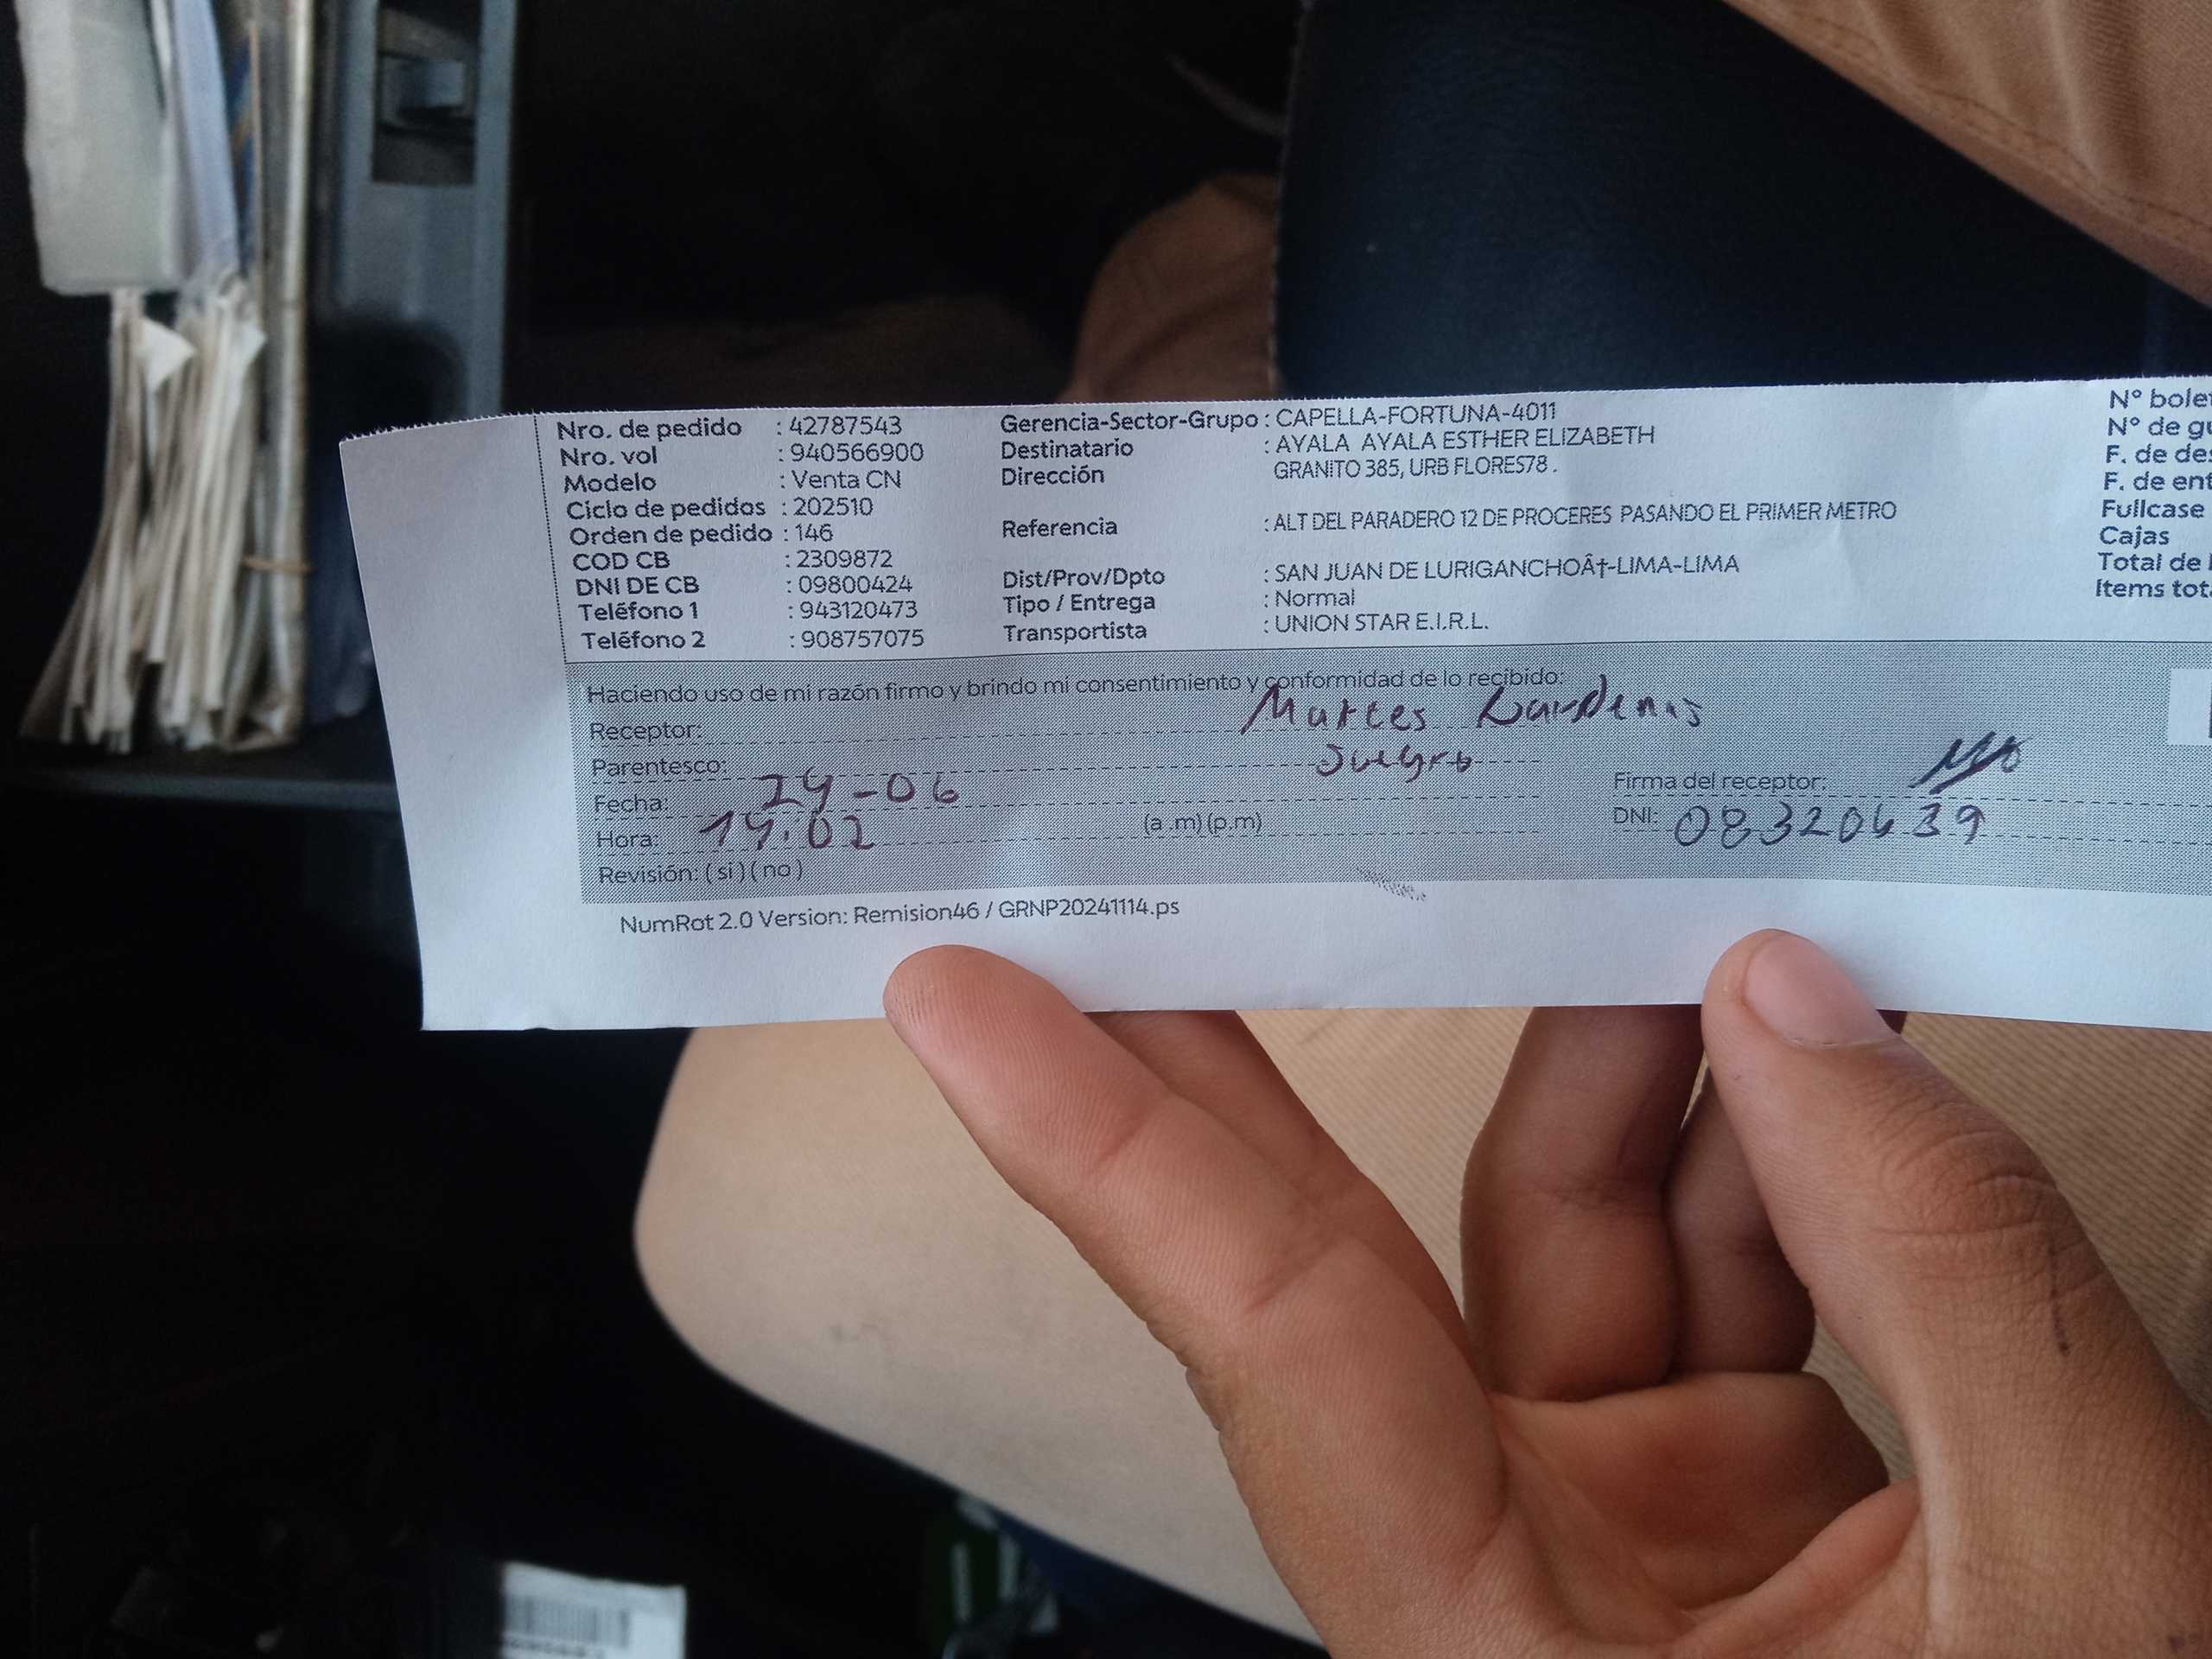 Nro. de pedido : 42787543
Nro. vol : 940566900
Modelo : Venta CN
Ciclo de pedidos : 202510
Orden de pedido : 146
COD CB : 2309872
DNI DE CB : 09800424
Teléfono 1 : 943120473
Teléfono 2 : 908757075
Gerencia-Sector-Grupo : CAPELLA-FORTUNA-4011
Destinatario : AYALA AYALA ESTHER ELIZABETH
Dirección GRANITO 385, URB FLORES78 .
Referencia : ALT DEL PARADERO 12 DE PROCERES PASANDO EL PRIMER METRO
Dist/Prov/Dpto : SAN JUAN DE LURIGANCHOÂ†-LIMA-LIMA
Tipo / Entrega : Normal
Transportista : UNION STAR E.I.R.L.
N° bole
N° de g
F. de de
F. de ent
Fullcase
Cajas
Total de
Items tot
Haciendo uso de mi razón firmo y brindo mi consentimiento y conformidad de lo recibido:
Receptor:
Parentesco: Suegro
Fecha: 24-06
Hora: 14:02 (a .m) (p.m)
Revisión: ( si ) ( no )
Firma del receptor:
DNI: 08320639
NumRot 2.0 Version: Remision46 / GRNP20241114.ps